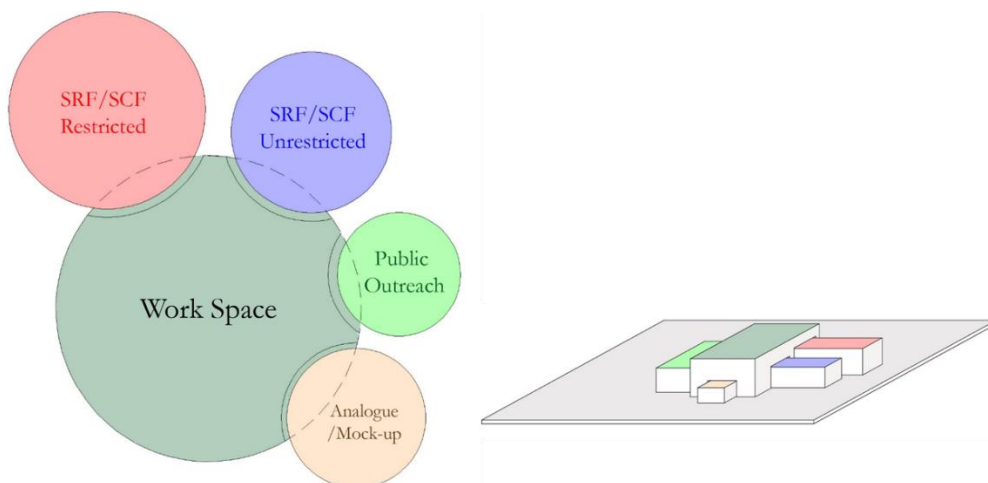 SRF/SCF
Restricted
SRF/SCF
Unrestricted
Public
Outreach
Work Space
Analogue
/Mock-up